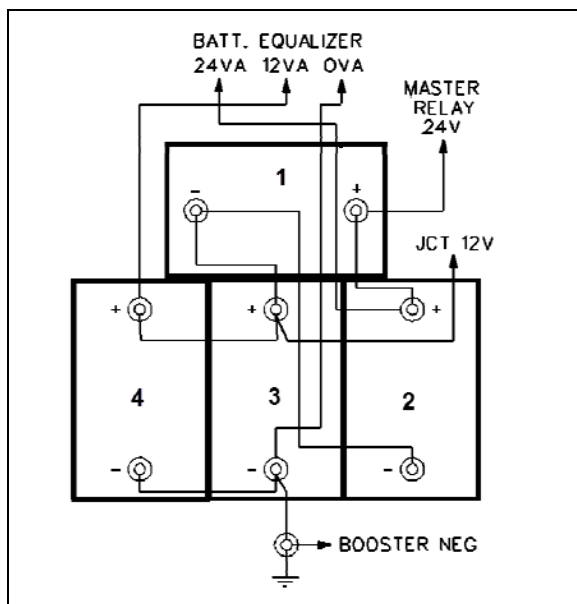 BATT. EQUALIZER
24VA 12VA 0VA
MASTER
RELAY
24V
1
- +
JCT 12V
+ + +
4 3 2
- - -
BOOSTER NEG